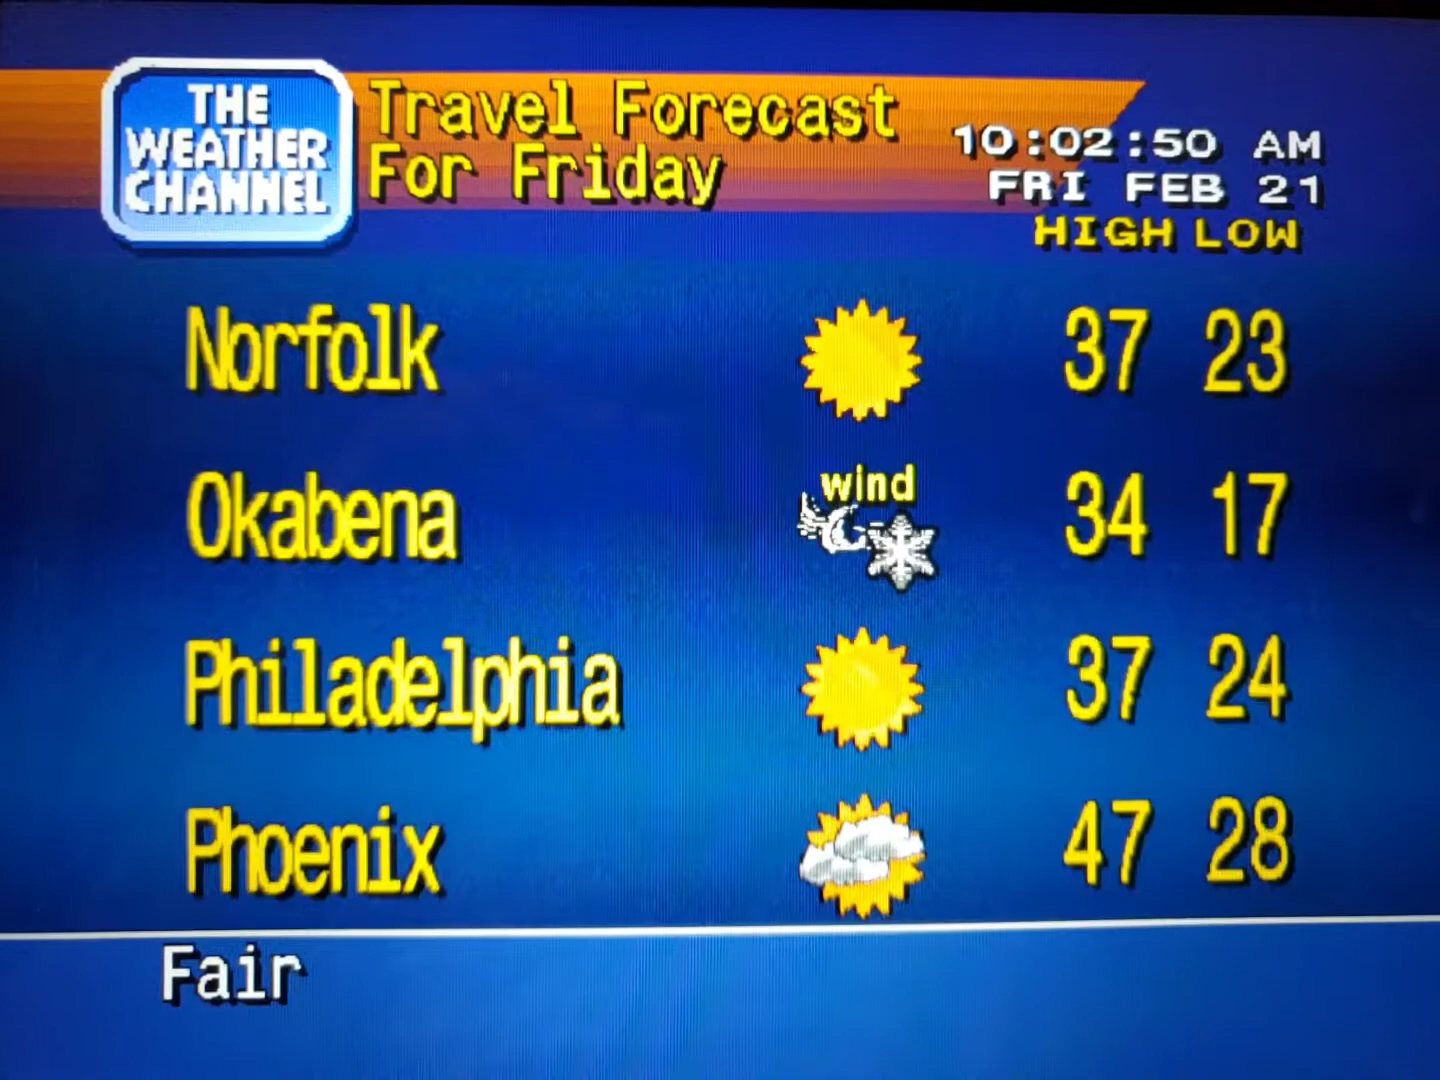 THE
WEATHER
CHANNEL
Travel Forecast
For Friday
10:02:50 AM
FRI FEB 21
HIGH LOW
Norfolk 37 23
wind
Okabena 34 17
Philadelphia 37 24
Phoenix 47 28
Fair